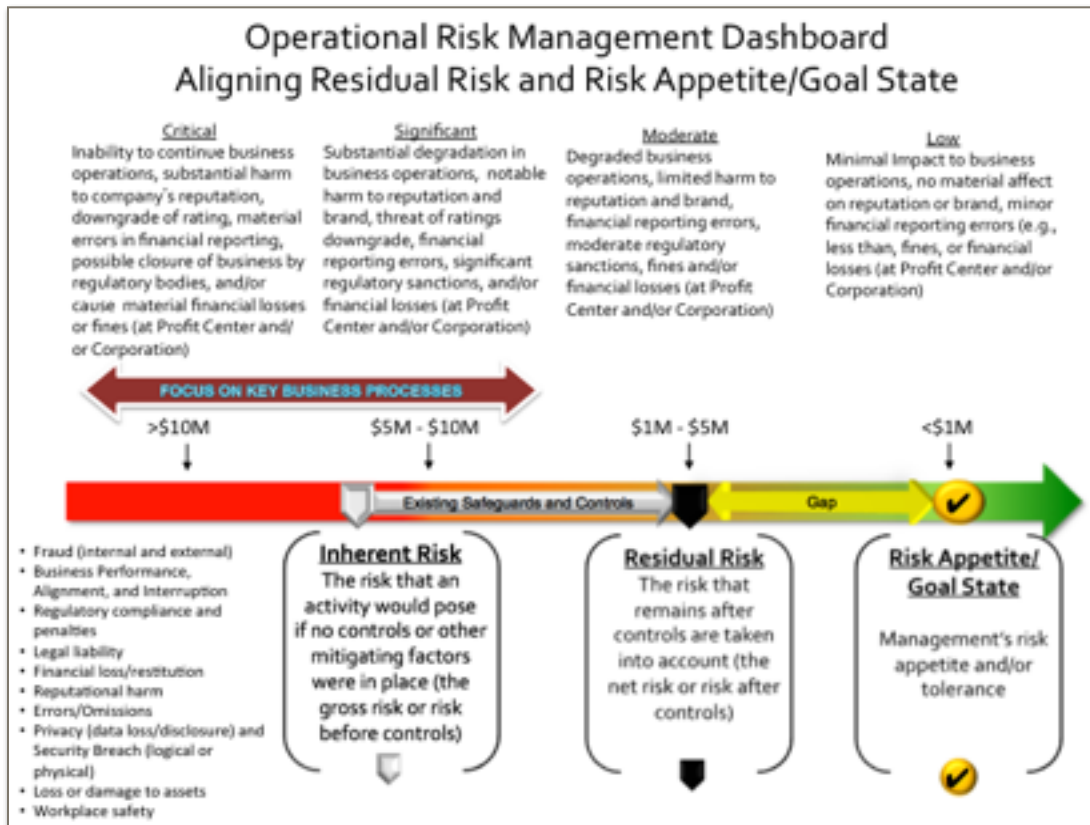 Operational Risk Management Dashboard
Aligning Residual Risk and Risk Appetite/Goal State
Critical
Inability to continue business
operations, substantial harm
to company's reputation,
downgrade of rating, material
errors in financial reporting,
possible closure of business by
regulatory bodies, and/or
cause material financial losses
or fines (at Profit Center and/
or Corporation)
Significant
Substantial degradation in
business operations, notable
harm to reputation and
brand, threat of ratings
downgrade, financial
reporting errors, significant
regulatory sanctions, and/or
financial losses (at Profit
Center and/or Corporation)
Moderate
Degraded business
operations, limited harm to
reputation and brand,
financial reporting errors,
moderate regulatory
sanctions, fines and/or
financial losses (at Profit
Center and/or Corporation)
Low
Minimal Impact to business
operations, no material affect
on reputation or brand, minor
financial reporting errors (e.g.,
less than, fines, or financial
losses (at Profit Center and/or
Corporation)
FOCUS ON KEY BUSINESS PROCESSES
>$10M
$5M - $10M
$1M - $5M
<$1M
Existing Safeguards and Controls
Gap
• Fraud (internal and external)
• Business Performance,
Alignment, and Interruption
• Regulatory compliance and
penalties
• Legal liability
• Financial loss/restitution
• Reputational harm
• Errors/Omissions
• Privacy (data loss/disclosure) and
Security Breach (logical or
physical)
• Loss or damage to assets
• Workplace safety
Inherent Risk
The risk that an
activity would pose
if no controls or other
mitigating factors
were in place (the
gross risk or risk
before controls)
Residual Risk
The risk that
remains after
controls are taken
into account (the
net risk or risk after
controls)
Risk Appetite/
Goal State
Management's risk
appetite and/or
tolerance